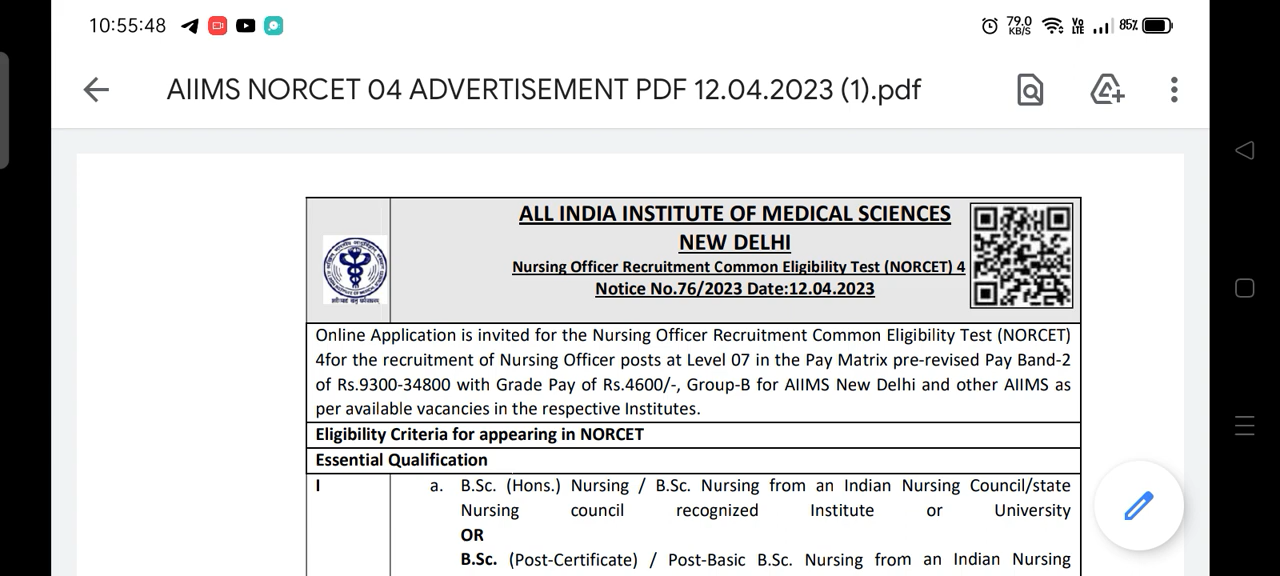 10:55:48 79.0 KB/S Vo LTE 85%
AIIMS NORCET 04 ADVERTISEMENT PDF 12.04.2023 (1).pdf
ALL INDIA INSTITUTE OF MEDICAL SCIENCES
NEW DELHI
Nursing Officer Recruitment Common Eligibility Test (NORCET) 4
Notice No.76/2023 Date:12.04.2023
Online Application is invited for the Nursing Officer Recruitment Common Eligibility Test (NORCET)
4for the recruitment of Nursing Officer posts at Level 07 in the Pay Matrix pre-revised Pay Band-2
of Rs.9300-34800 with Grade Pay of Rs.4600/-, Group-B for AIIMS New Delhi and other AIIMS as
per available vacancies in the respective Institutes.
Eligibility Criteria for appearing in NORCET
Essential Qualification
I a. B.Sc. (Hons.) Nursing / B.Sc. Nursing from an Indian Nursing Council/state
Nursing council recognized Institute or University
OR
B.Sc. (Post-Certificate) / Post-Basic B.Sc. Nursing from an Indian Nursing